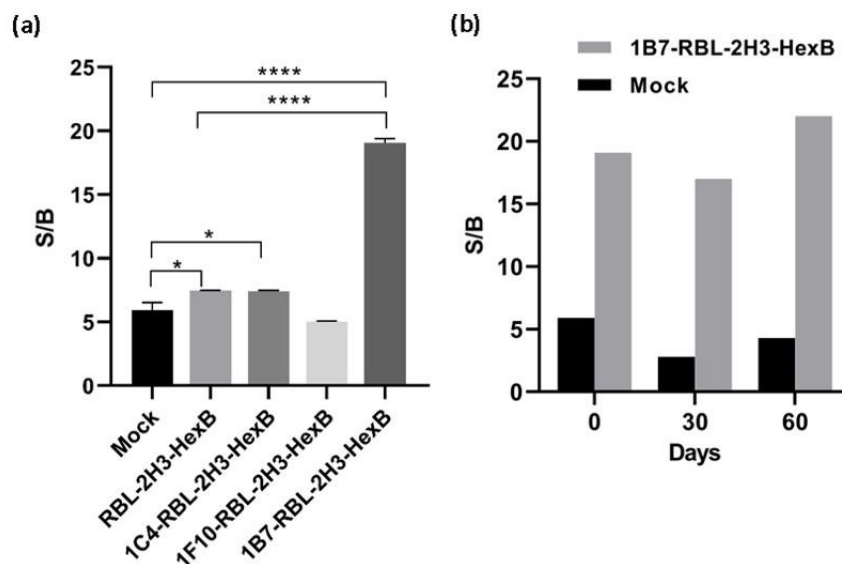 (a)
S/B
25
20
15
10
5
0
****
****
*
*
Mock
RBL-2H3-HexB
1C4-RBL-2H3-HexB
1F10-RBL-2H3-HexB
1B7-RBL-2H3-HexB
(b)
1B7-RBL-2H3-HexB
Mock
S/B
25
20
15
10
5
0
0 30 60
Days